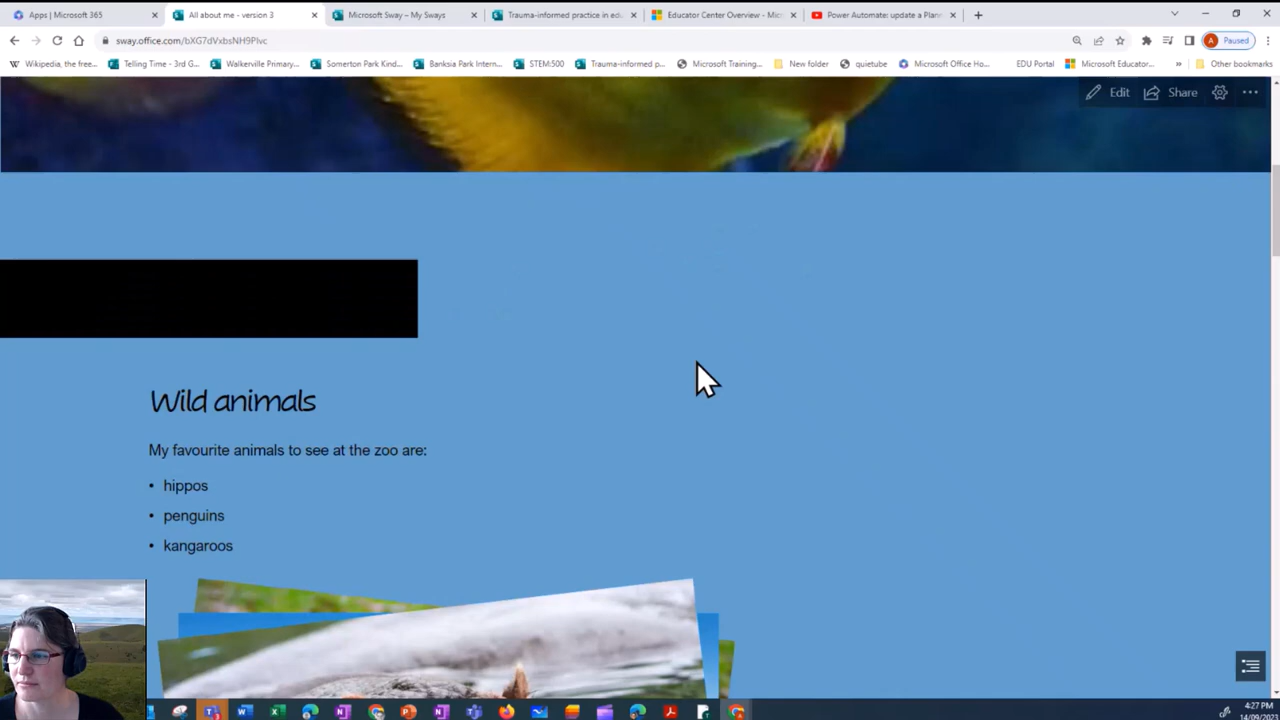 Apps | Microsoft 365
All about me - version 3
Microsoft Sway – My Sways
Trauma-informed practice in ed
Educator Center Overview - Mic
Power Automate: update a Plan
sway.office.com/bXG7dVxbsNH9PIvc
Paused
Wikipedia, the free...
Telling Time - 3rd G...
Walkerville Primary...
Somerton Park Kind...
Banksia Park Intern...
STEM:500
Trauma-informed p...
Microsoft Training...
New folder
quietube
Microsoft Office Ho...
EDU Portal
Microsoft Educator...
»
Other bookmarks
Edit
Share
Wild animals
My favourite animals to see at the zoo are:
• hippos
• penguins
• kangaroos
4:27 PM
14/09/2023